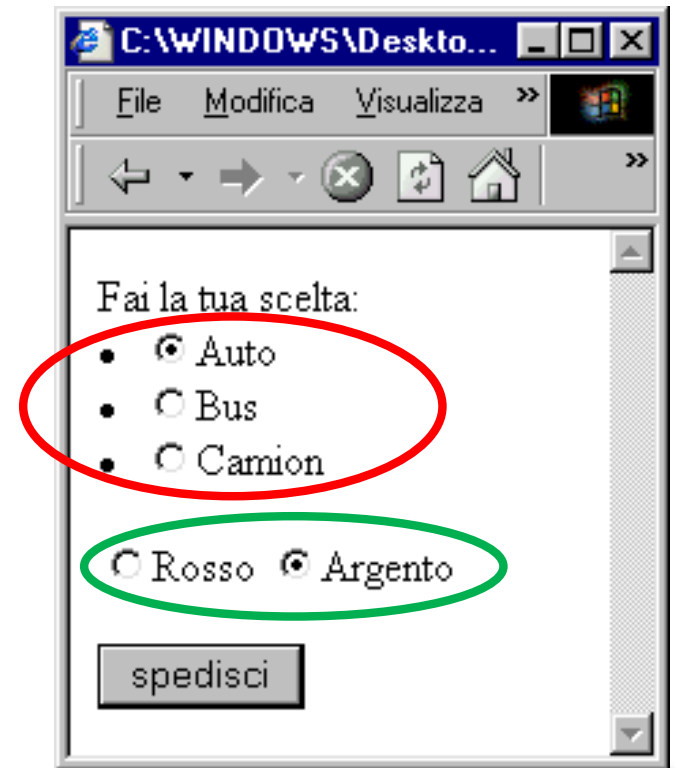 C:\WINDOWS\Deskto...
File Modifica Visualizza »
»
Fai la tua scelta:
• Auto
• Bus
• Camion
Rosso Argento
spedisci